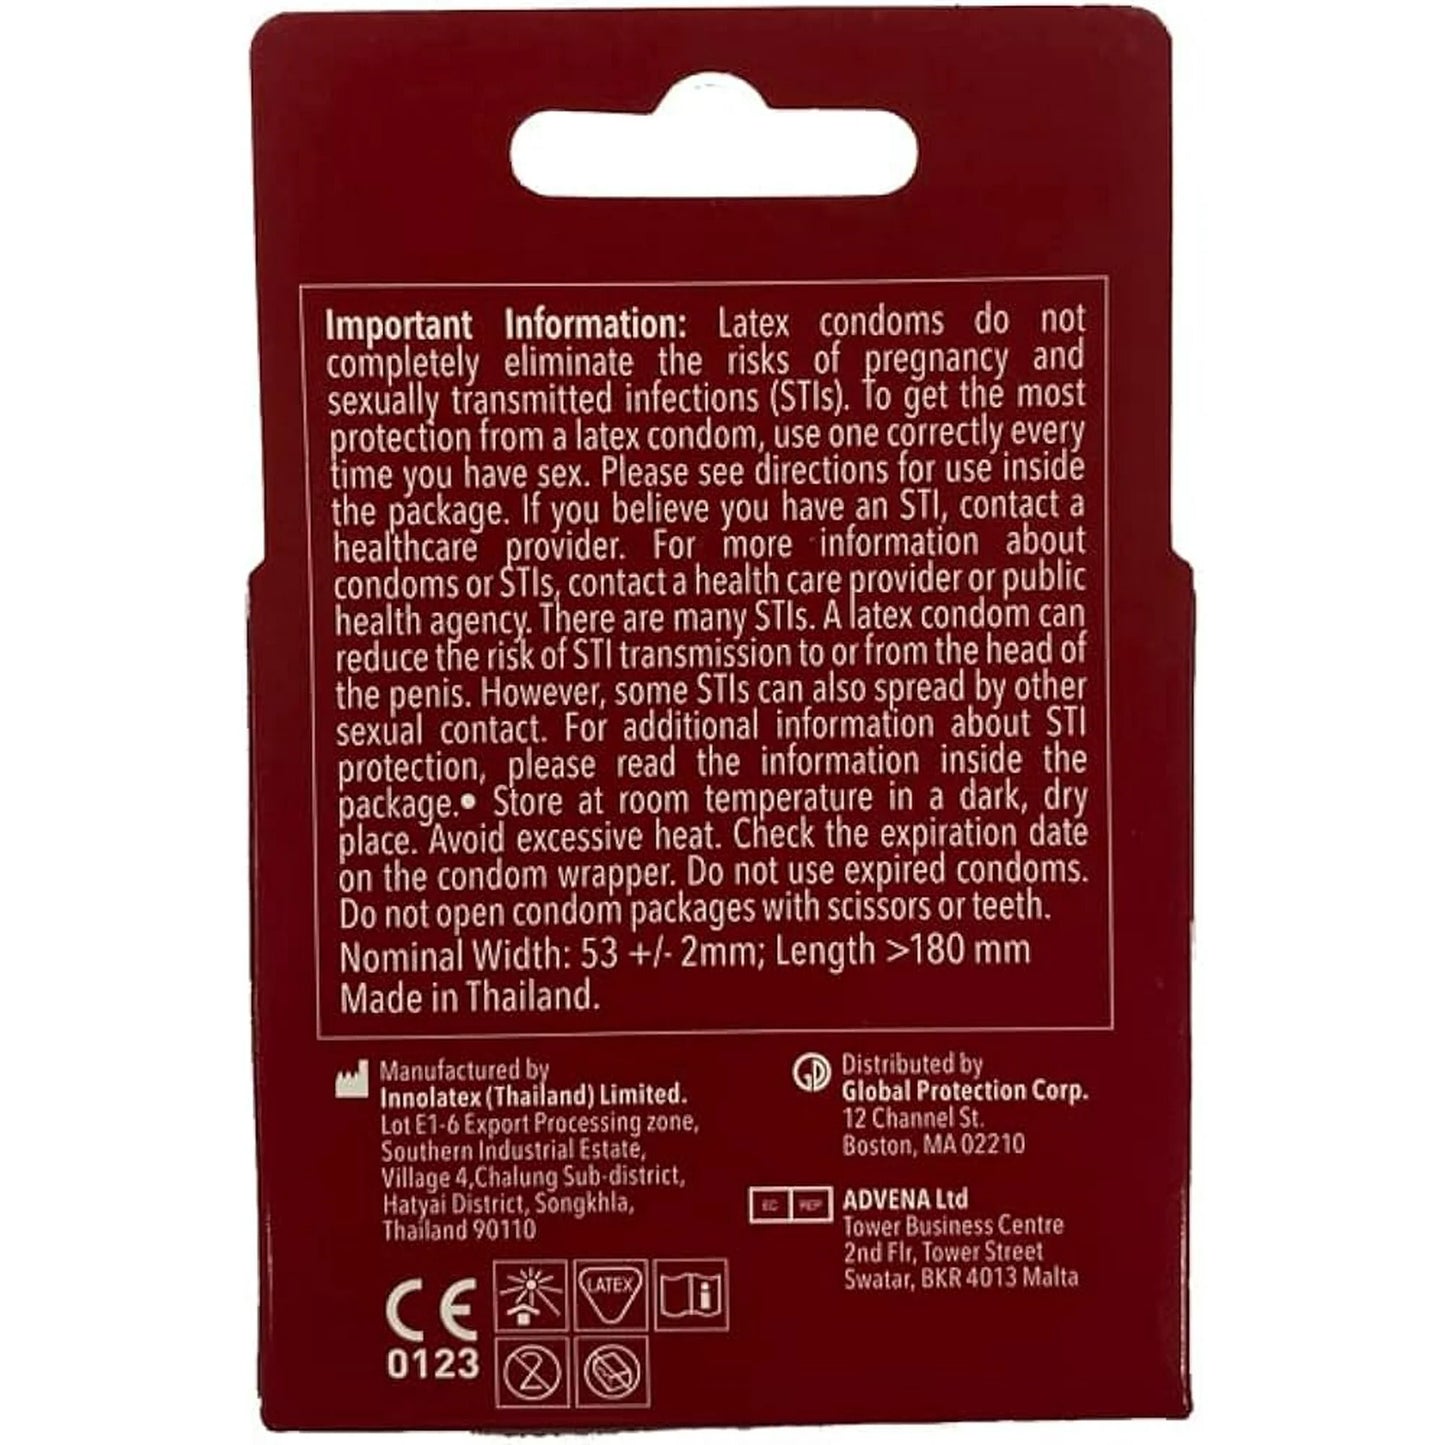 Important Information: Latex condoms do not
completely eliminate the risks of pregnancy and
sexually transmitted infections (STIs). To get the most
protection from a latex condom, use one correctly every
time you have sex. Please see directions for use inside
the package. If you believe you have an STI, contact a
healthcare provider. For more information about
condoms or STIs, contact a health care provider or public
health agency. There are many STIs. A latex condom can
reduce the risk of STI transmission to or from the head of
the penis. However, some STIs can also spread by other
sexual contact. For additional information about STI
protection, please read the information inside the
package.• Store at room temperature in a dark, dry
place. Avoid excessive heat. Check the expiration date
on the condom wrapper. Do not use expired condoms.
Do not open condom packages with scissors or teeth.
Nominal Width: 53 +/- 2mm; Length >180 mm
Made in Thailand.
Manufactured by
Innolatex (Thailand) Limited.
Lot E1-6 Export Processing zone,
Southern Industrial Estate,
Village 4,Chalung Sub-district,
Hatyai District, Songkhla,
Thailand 90110
GP Distributed by
Global Protection Corp.
12 Channel St.
Boston, MA 02210
EC REP ADVENA Ltd
Tower Business Centre
2nd Flr, Tower Street
Swatar, BKR 4013 Malta
CE
0123
LATEX
i
2